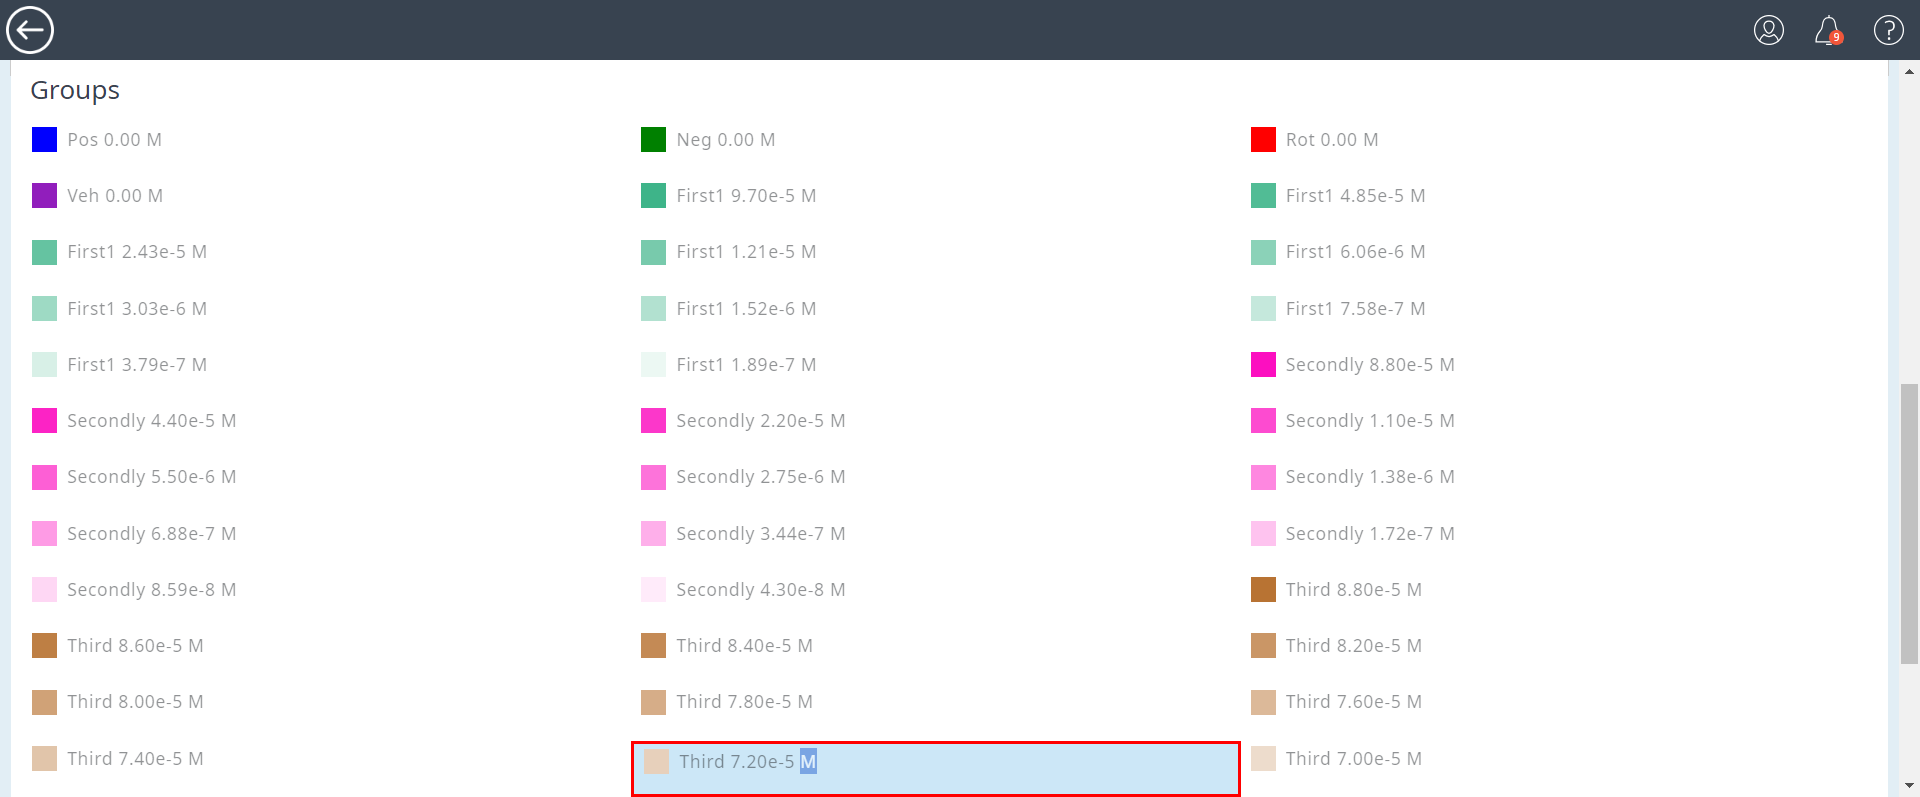 9
?
Groups
Pos 0.00 M
Neg 0.00 M
Rot 0.00 M
Veh 0.00 M
First1 9.70e-5 M
First1 4.85e-5 M
First1 2.43e-5 M
First1 1.21e-5 M
First1 6.06e-6 M
First1 3.03e-6 M
First1 1.52e-6 M
First1 7.58e-7 M
First1 3.79e-7 M
First1 1.89e-7 M
Secondly 8.80e-5 M
Secondly 4.40e-5 M
Secondly 2.20e-5 M
Secondly 1.10e-5 M
Secondly 5.50e-6 M
Secondly 2.75e-6 M
Secondly 1.38e-6 M
Secondly 6.88e-7 M
Secondly 3.44e-7 M
Secondly 1.72e-7 M
Secondly 8.59e-8 M
Secondly 4.30e-8 M
Third 8.80e-5 M
Third 8.60e-5 M
Third 8.40e-5 M
Third 8.20e-5 M
Third 8.00e-5 M
Third 7.80e-5 M
Third 7.60e-5 M
Third 7.40e-5 M
Third 7.20e-5 M
Third 7.00e-5 M